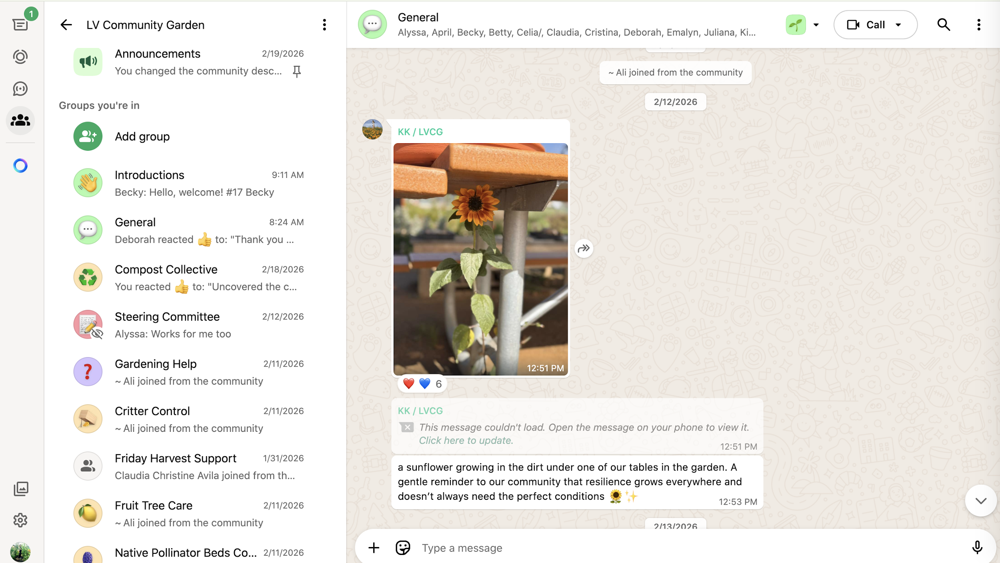 1
LV Community Garden
Announcements 2/19/2026
You changed the community desc...
Groups you're in
Add group
Introductions 9:11 AM
Becky: Hello, welcome! #17 Becky
General 8:24 AM
Deborah reacted 👍 to: "Thank you ...
Compost Collective 2/18/2026
You reacted 👍 to: "Uncovered the c...
Steering Committee 2/12/2026
Alyssa: Works for me too
Gardening Help 2/11/2026
~ Ali joined from the community
Critter Control 2/11/2026
~ Ali joined from the community
Friday Harvest Support 1/31/2026
Claudia Christine Avila joined from th...
Fruit Tree Care 2/11/2026
~ Ali joined from the community
Native Pollinator Beds Co... 2/11/2026
General
Alyssa, April, Becky, Betty, Celia/, Claudia, Cristina, Deborah, Emalyn, Juliana, Ki...
Call
~ Ali joined from the community
2/12/2026
KK / LVCG
12:51 PM
❤️ 💙 6
KK / LVCG
This message couldn't load. Open the message on your phone to view it.
Click here to update.
12:51 PM
a sunflower growing in the dirt under one of our tables in the garden. A
gentle reminder to our community that resilience grows everywhere and
doesn’t always need the perfect conditions 🌻✨
12:53 PM
2/13/2026
Type a message